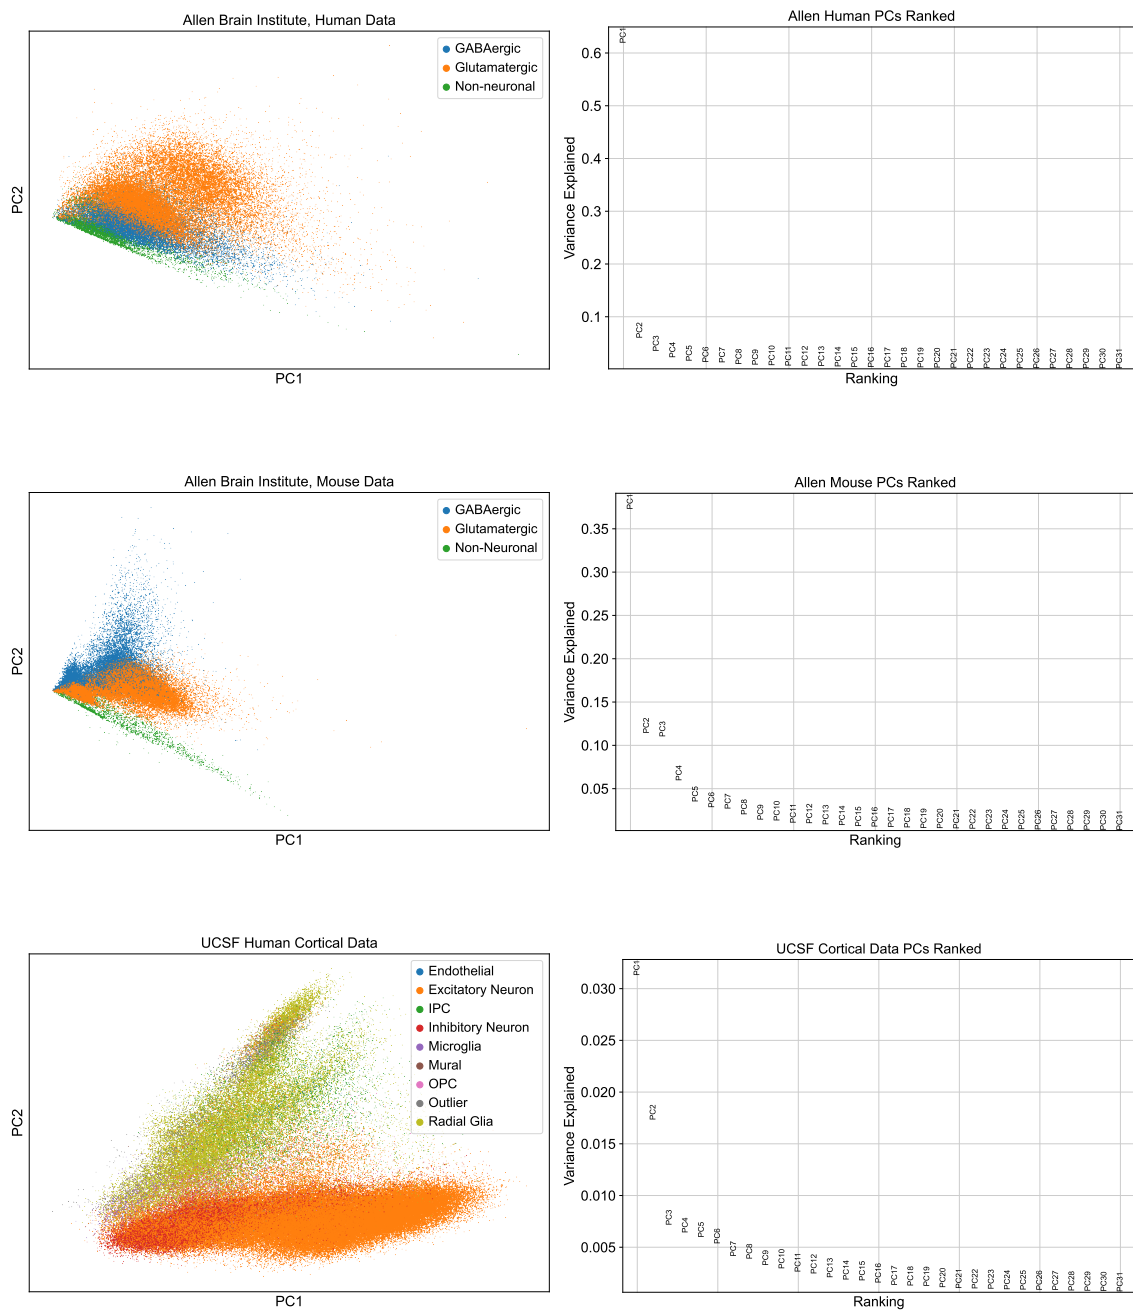 Allen Brain Institute, Human Data
GABAergic
Glutamatergic
Non-neuronal
PC2
PC1
Allen Human PCs Ranked
0.6
0.5
0.4
0.3
0.2
0.1
Variance Explained
PC1
PC2
PC3
PC4
PC5
PC6
PC7
PC8
PC9
PC10
PC11
PC12
PC13
PC14
PC15
PC16
PC17
PC18
PC19
PC20
PC21
PC22
PC23
PC24
PC25
PC26
PC27
PC28
PC29
PC30
PC31
Ranking
Allen Brain Institute, Mouse Data
GABAergic
Glutamatergic
Non-Neuronal
PC2
PC1
Allen Mouse PCs Ranked
0.35
0.30
0.25
0.20
0.15
0.10
0.05
Variance Explained
PC1
PC2
PC3
PC4
PC5
PC6
PC7
PC8
PC9
PC10
PC11
PC12
PC13
PC14
PC15
PC16
PC17
PC18
PC19
PC20
PC21
PC22
PC23
PC24
PC25
PC26
PC27
PC28
PC29
PC30
PC31
Ranking
UCSF Human Cortical Data
Endothelial
Excitatory Neuron
IPC
Inhibitory Neuron
Microglia
Mural
OPC
Outlier
Radial Glia
PC2
PC1
UCSF Cortical Data PCs Ranked
0.030
0.025
0.020
0.015
0.010
0.005
Variance Explained
PC1
PC2
PC3
PC4
PC5
PC6
PC7
PC8
PC9
PC10
PC11
PC12
PC13
PC14
PC15
PC16
PC17
PC18
PC19
PC20
PC21
PC22
PC23
PC24
PC25
PC26
PC27
PC28
PC29
PC30
PC31
Ranking